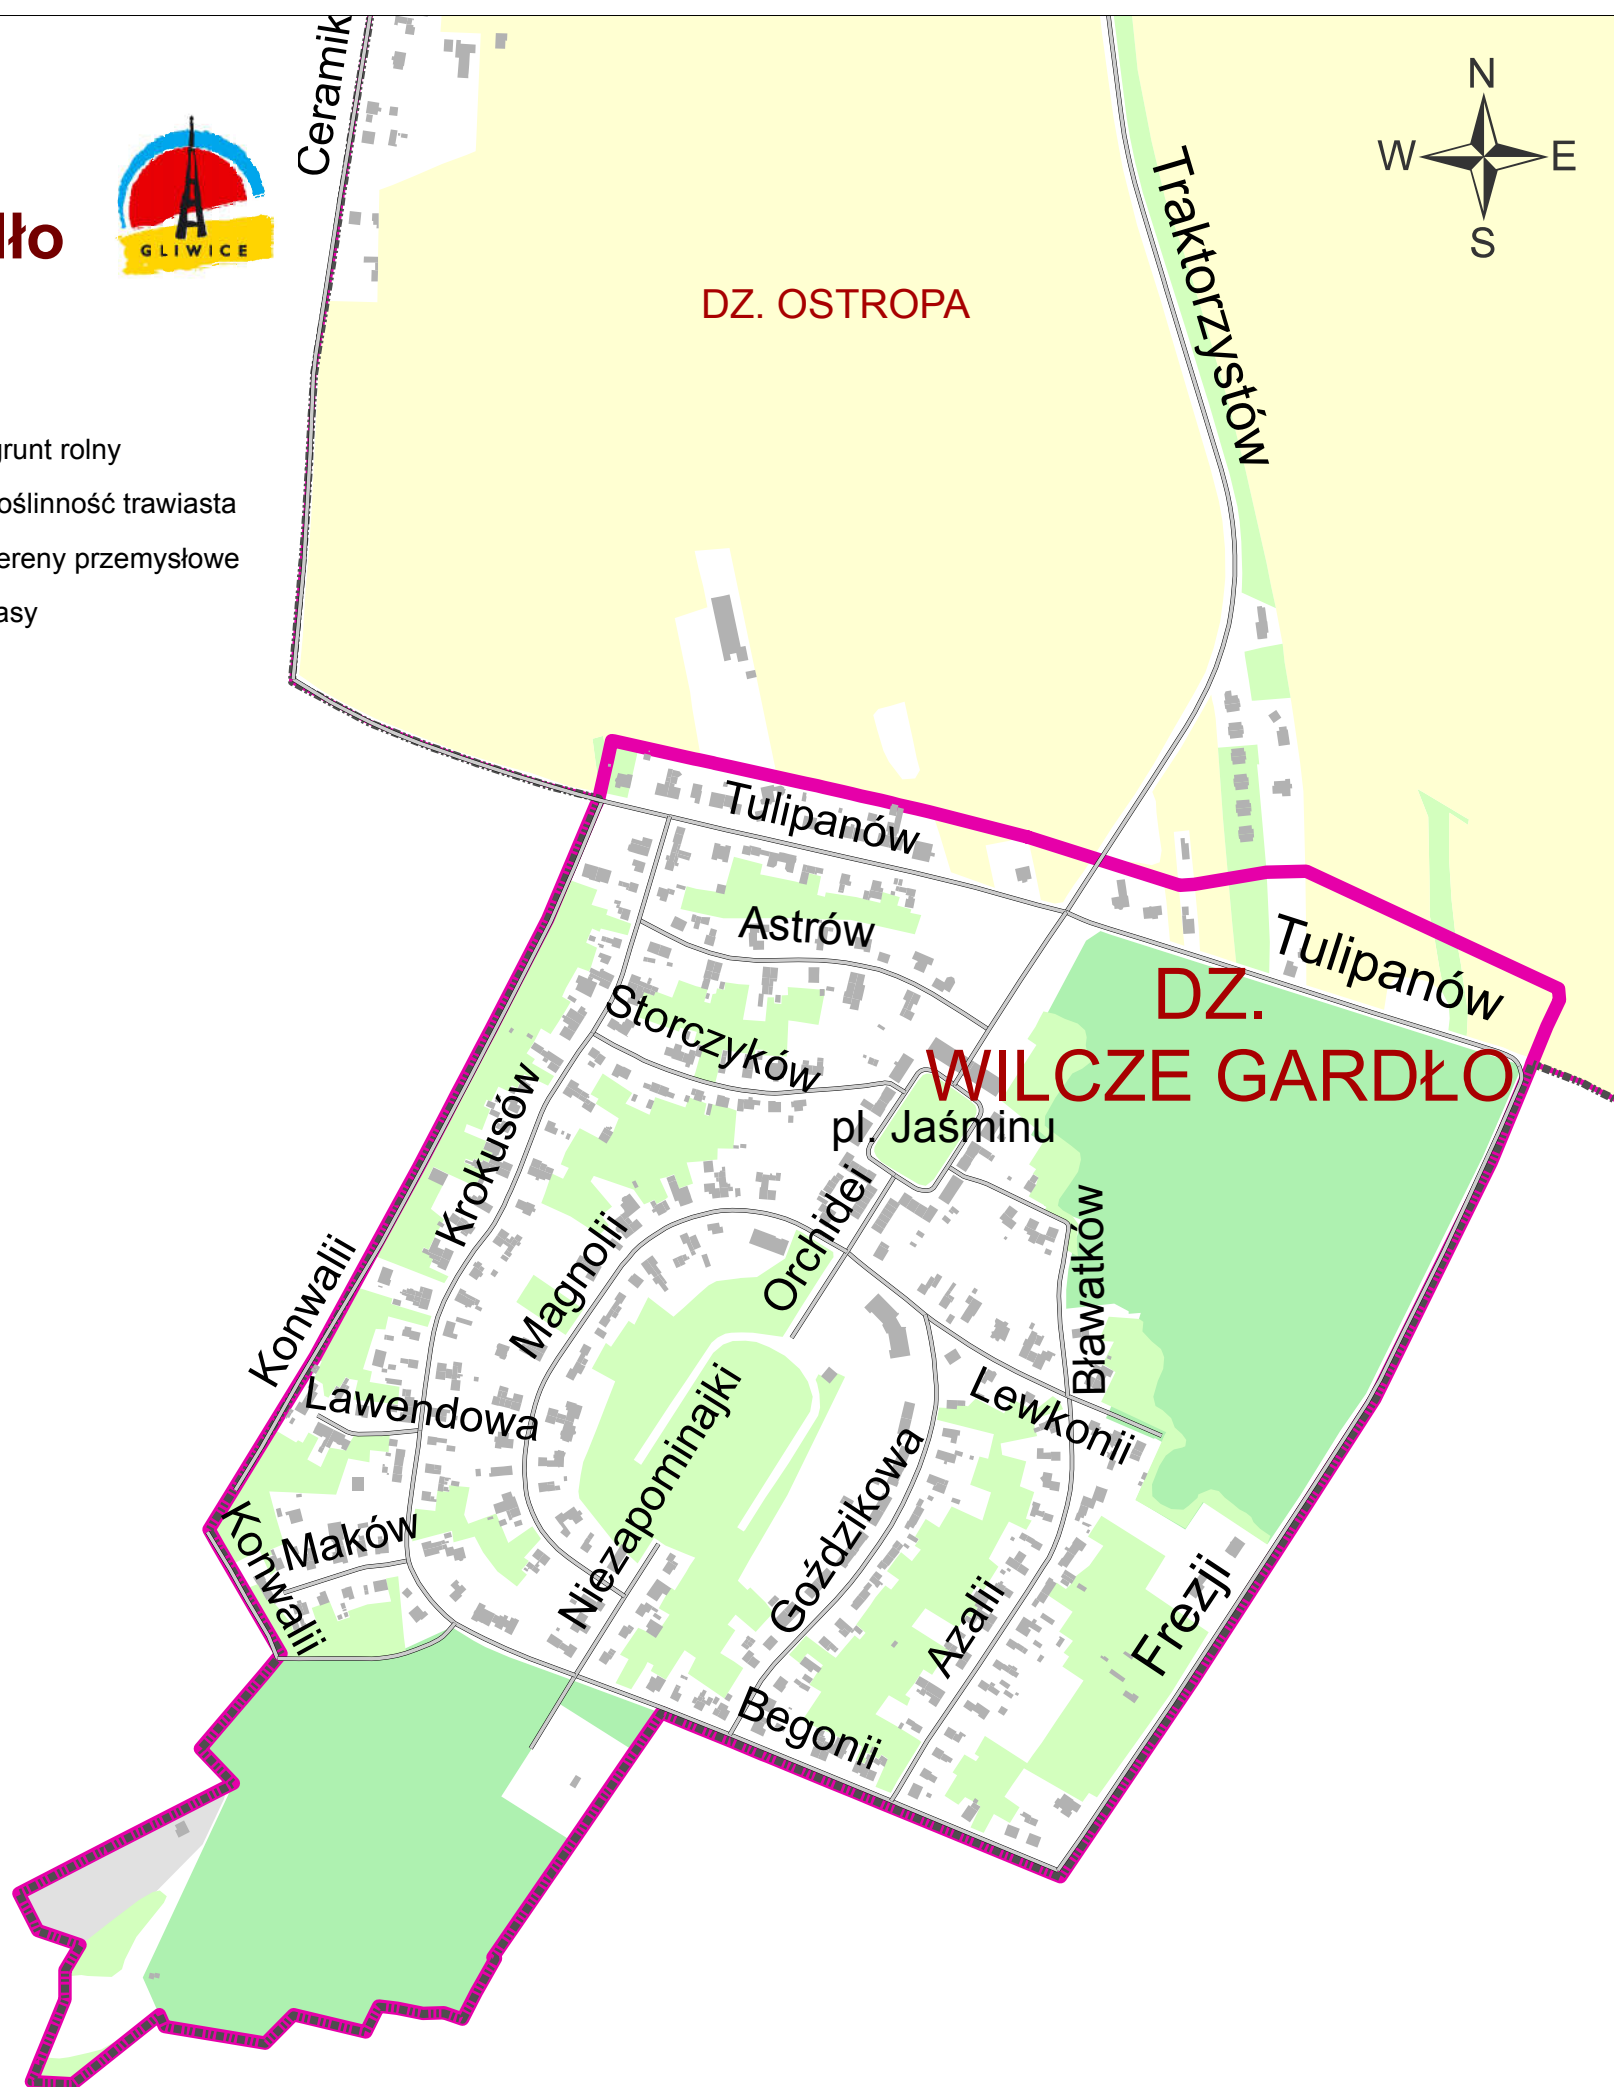 Ceramik
GLIWICE
N
W E
S
Traktorzystów
DZ. OSTROPA
grunt rolny
oślinność trawiasta
ereny przemysłowe
asy
Tulipanów
Astrów
Tulipanów
DZ.
WILCZE GARDŁO
Storczyków
pl. Jaśminu
Krokusów
Orchidei
Bławatków
Magnolii
Konwalii
Lawendowa
Lewkonii
Niezapominajki
Goździkowa
Maków
Konwalii
Azalii
Frezji
Begonii